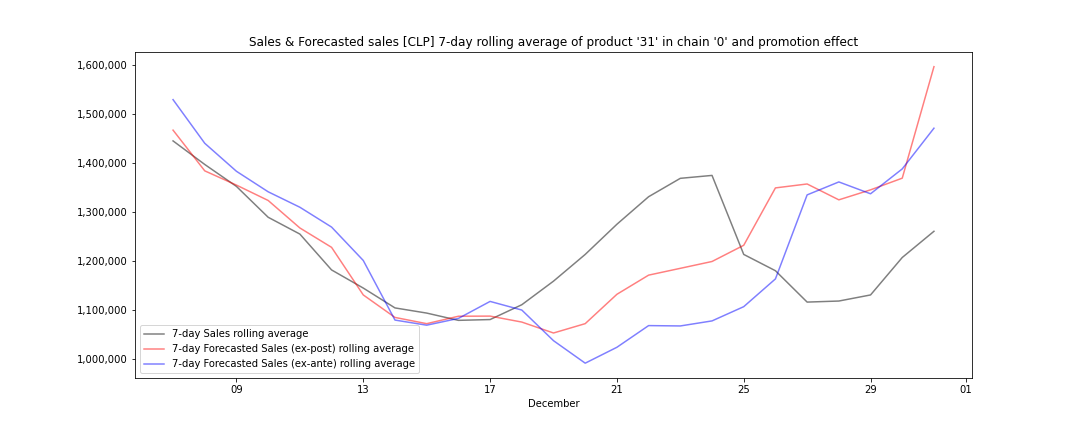 Sales & Forecasted sales [CLP] 7-day rolling average of product '31' in chain '0' and promotion effect
1,600,000
1,500,000
1,400,000
1,300,000
1,200,000
1,100,000
1,000,000
7-day Sales rolling average
7-day Forecasted Sales (ex-post) rolling average
7-day Forecasted Sales (ex-ante) rolling average
09 13 17 21 25 29 01
December